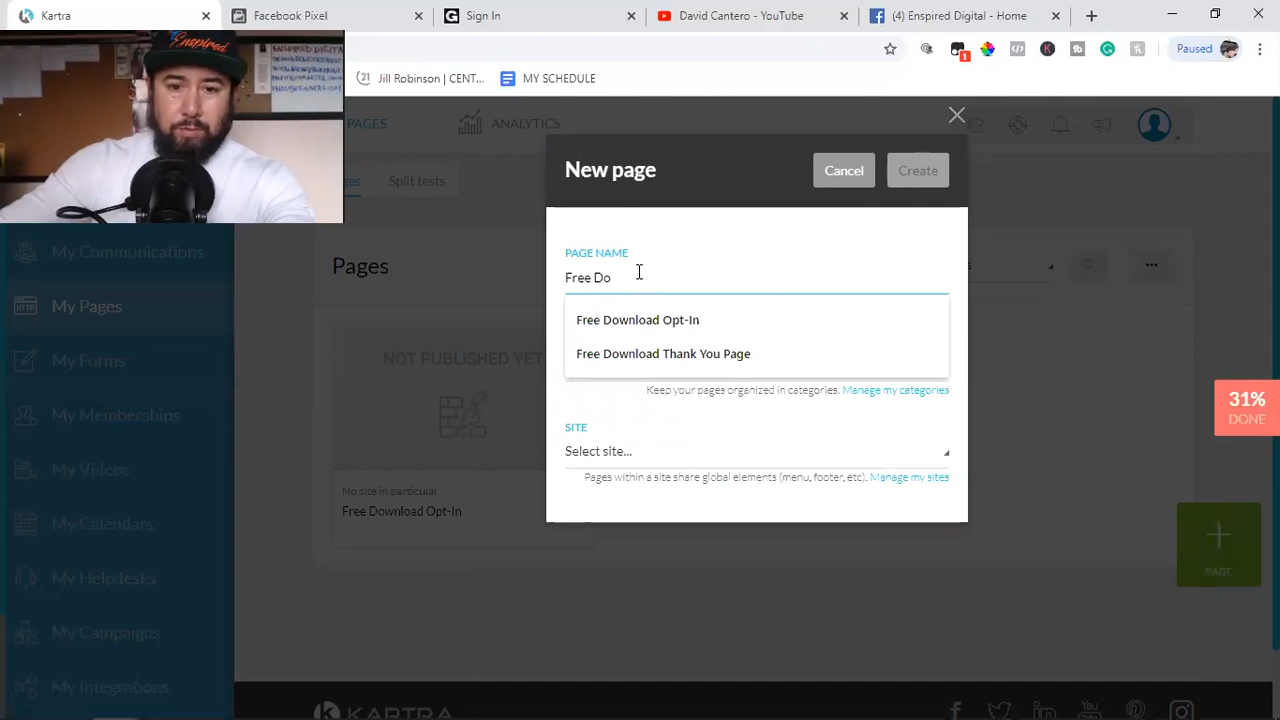 Kartra
Facebook Pixel
Sign In
David Cantero - YouTube
(4) Enspired Digital - Home
Jill Robinson | CENT...
MY SCHEDULE
Paused
1
Enspired
PAGES
ANALYTICS
Split tests
New page
Cancel
Create
PAGE NAME
Free Do
Free Download Opt-In
Free Download Thank You Page
Keep your pages organized in categories. Manage my categories
SITE
Select site...
Pages within a site share global elements (menu, footer, etc). Manage my sites
My Communications
My Pages
My Forms
My Memberships
My Videos
My Calendars
My Helpdesks
My Campaigns
My Integrations
Pages
NOT PUBLISHED YET
HTTP
No site in particular
Free Download Opt-In
31%
DONE
PAGE
KARTRA
You